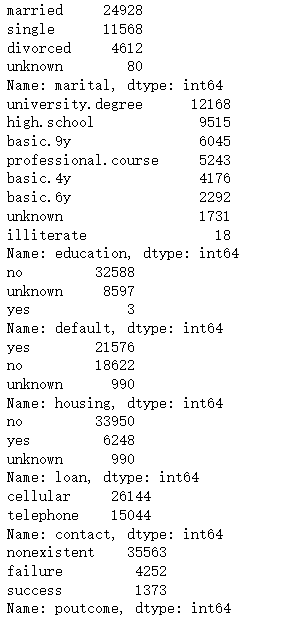 married     24928
single      11568
divorced     4612
unknown        80
Name: marital, dtype: int64
university.degree      12168
high.school             9515
basic.9y                6045
professional.course     5243
basic.4y                4176
basic.6y                2292
unknown                 1731
illiterate                18
Name: education, dtype: int64
no         32588
unknown     8597
yes            3
Name: default, dtype: int64
yes        21576
no         18622
unknown      990
Name: housing, dtype: int64
no         33950
yes         6248
unknown      990
Name: loan, dtype: int64
cellular     26144
telephone    15044
Name: contact, dtype: int64
nonexistent    35563
failure         4252
success         1373
Name: poutcome, dtype: int64